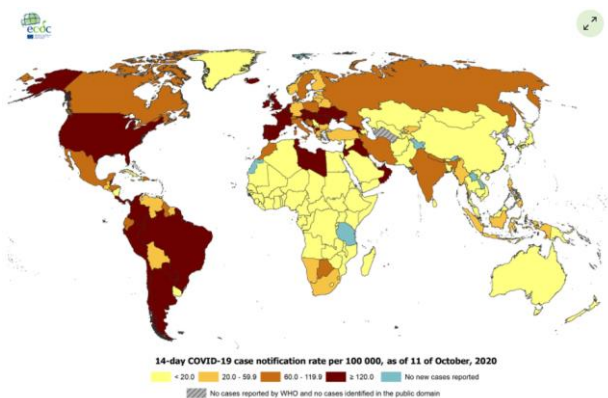 ecdc
14-day COVID-19 case notification rate per 100 000, as of 11 of October, 2020
< 20.0 20.0 - 59.9 60.0 - 119.9 ≥ 120.0 No new cases reported
No cases reported by WHO and no cases identified in the public domain